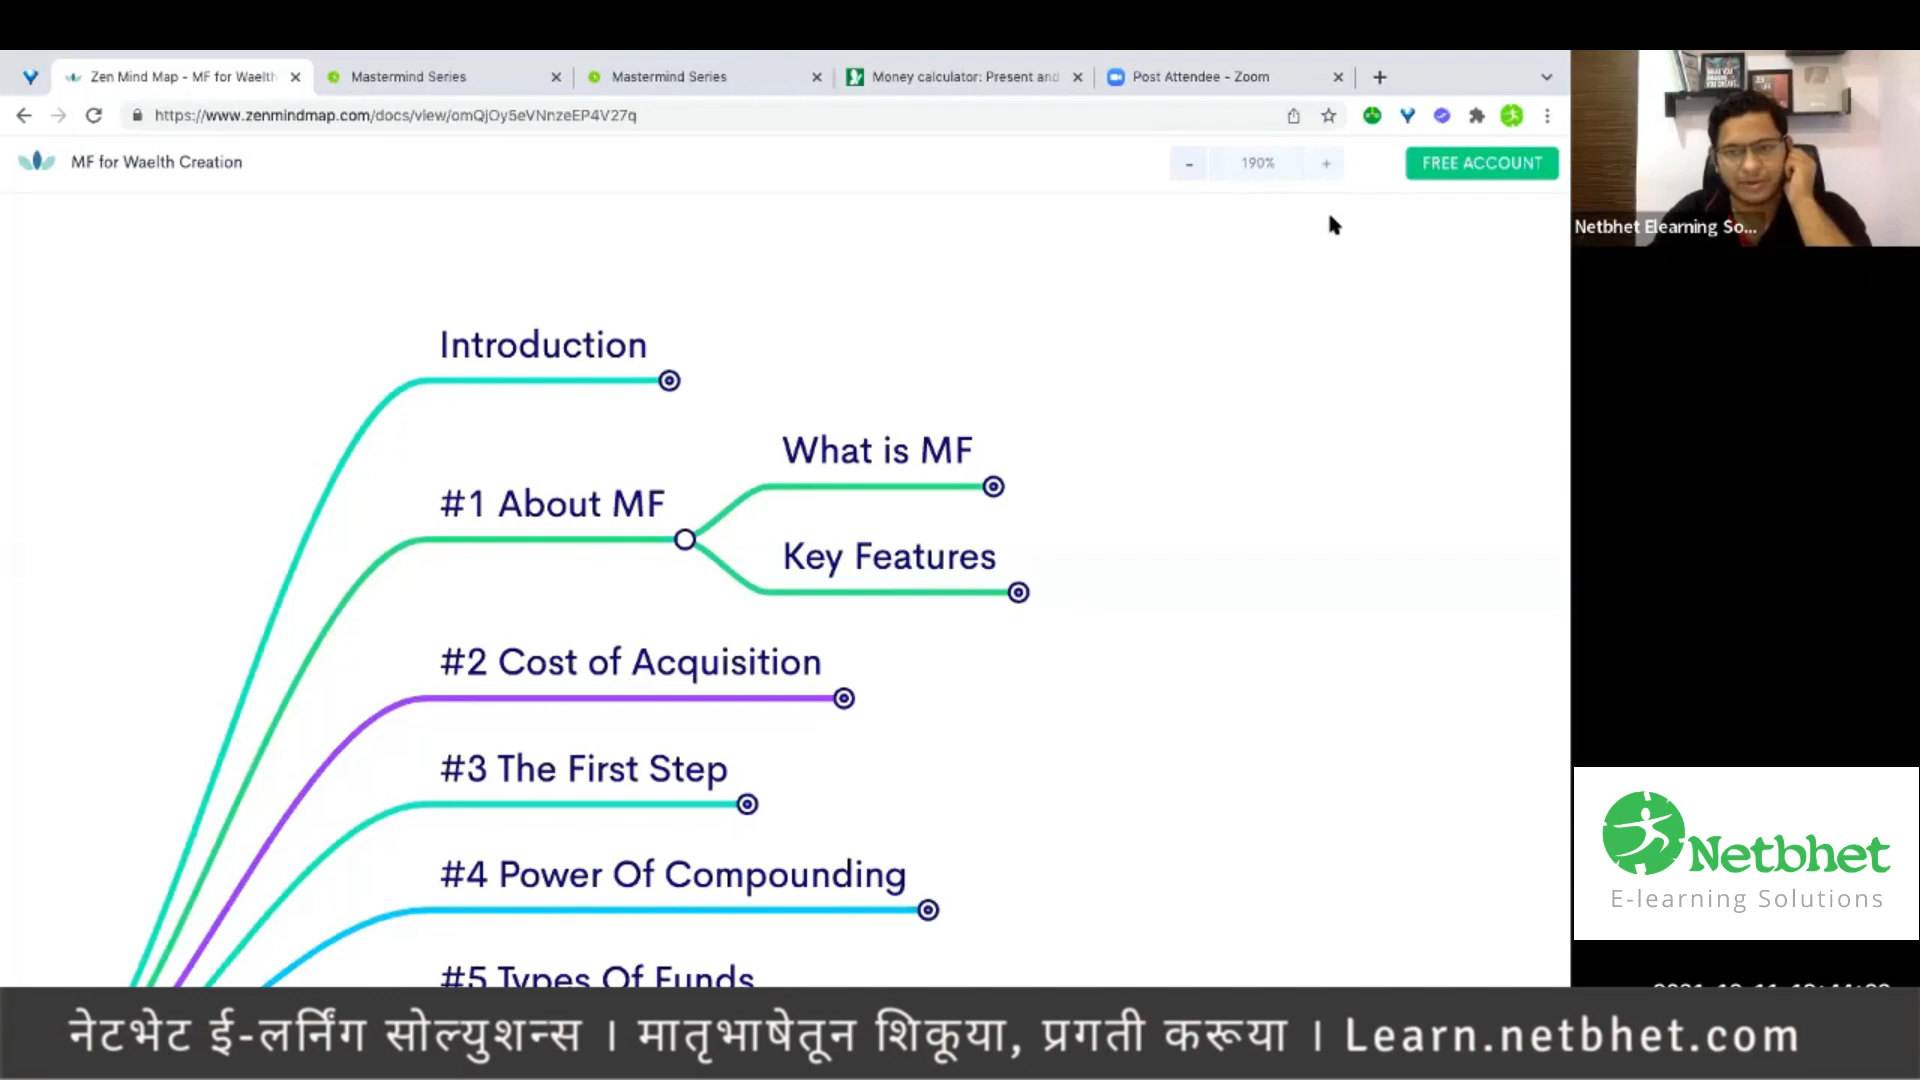 Zen Mind Map - MF for Waelth
Mastermind Series
Mastermind Series
Money calculator: Present and
Post Attendee - Zoom
https://www.zenmindmap.com/docs/view/omQjOy5eVNnzeEP4V27q
MF for Waelth Creation
- 190% +
FREE ACCOUNT
Netbhet Elearning So...
Introduction
What is MF
#1 About MF
Key Features
#2 Cost of Acquisition
#3 The First Step
#4 Power Of Compounding
#5 Types Of Funds
Netbhet
E-learning Solutions
नेटभेट ई-लर्निंग सोल्युशन्स । मातृभाषेतून शिकूया, प्रगती करूया । Learn.netbhet.com